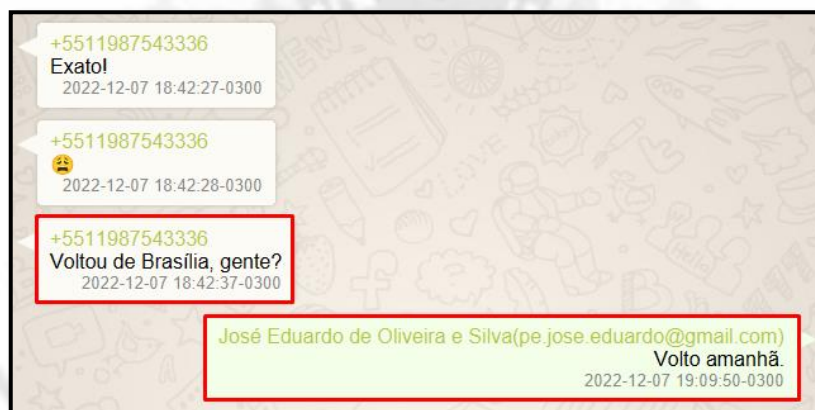 +5511987543336
Exato!
2022-12-07 18:42:27-0300
+5511987543336
😩
2022-12-07 18:42:28-0300
+5511987543336
Voltou de Brasília, gente?
2022-12-07 18:42:37-0300
José Eduardo de Oliveira e Silva(pe.jose.eduardo@gmail.com)
Volto amanhã.
2022-12-07 19:09:50-0300